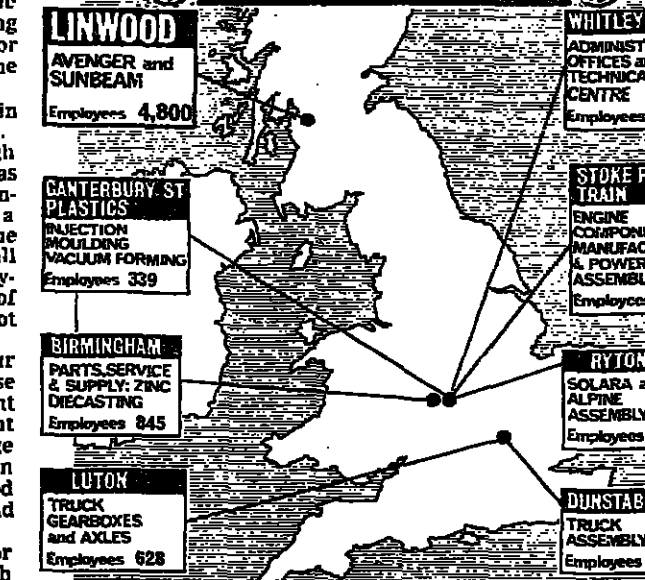 LINWOOD
AVENGER and
SUNBEAM
Employees 4,800
CANTERBURY ST
PLASTICS
INJECTION
MOULDING
VACUUM FORMING
Employees 339
BIRMINGHAM
PARTS, SERVICE
& SUPPLY: ZINC
DIECASTING
Employees 845
LUTON
TRUCK
GEARBOXES
and AXLES
Employees 628
WHITLEY
ADMINIST
OFFICES a
TECHNICA
CENTRE
Employees
STOKE P
TRAIN
ENGINE
COMPONE
MANUFAC
& POWER
ASSEMBL
Employees
RYTON
SOLARA a
ALPINE
ASSEMBLY
Employees
DUNSTAB
TRUCK
ASSEMBLY
Employees